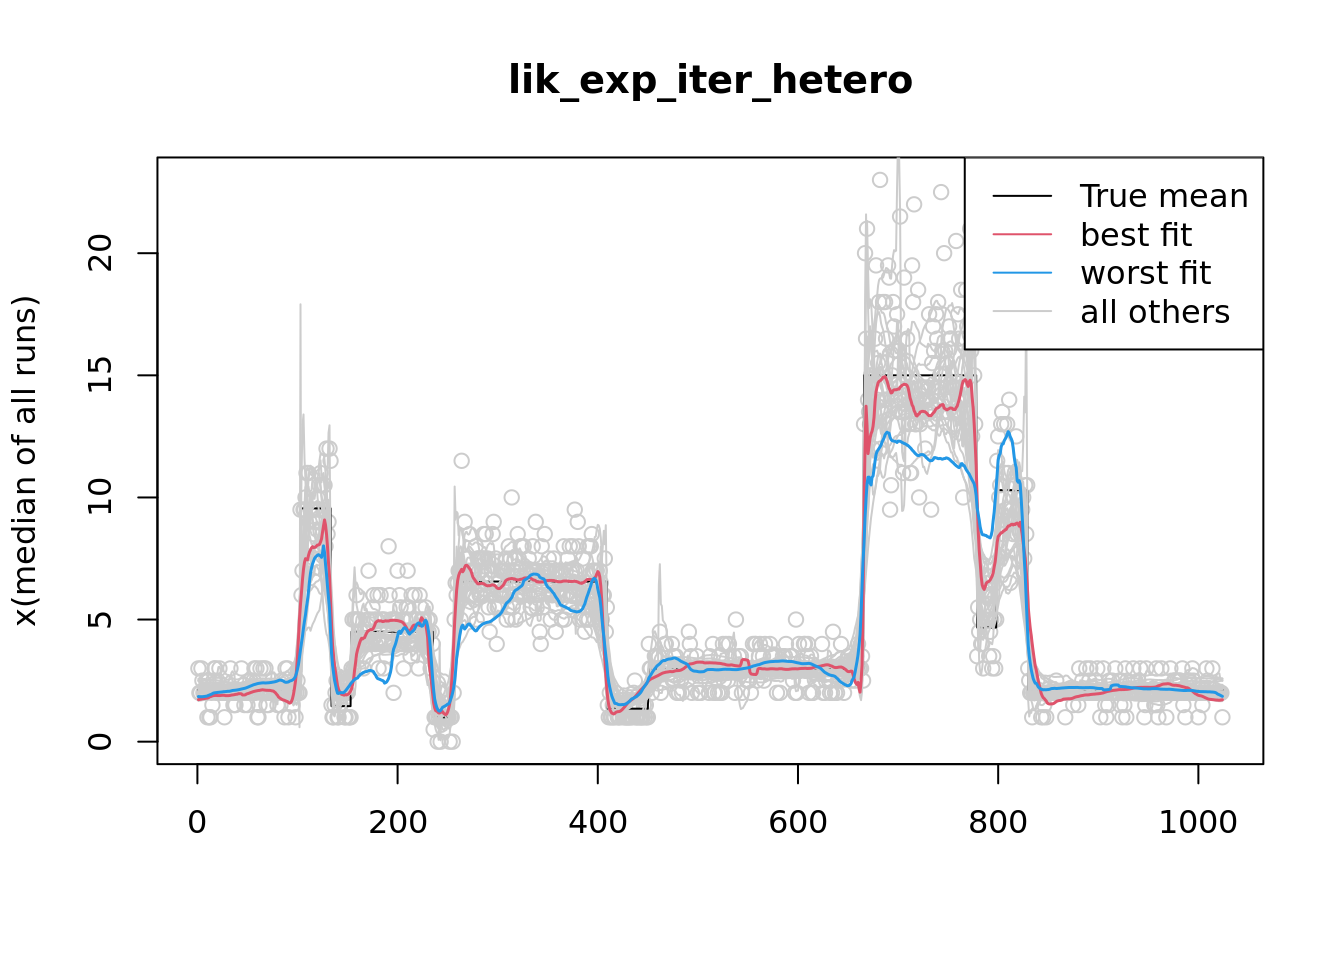 lik_exp_iter_hetero
x(median of all runs)
0
5
10
15
20
0
200
400
600
800
1000
True mean
best fit
worst fit
all others